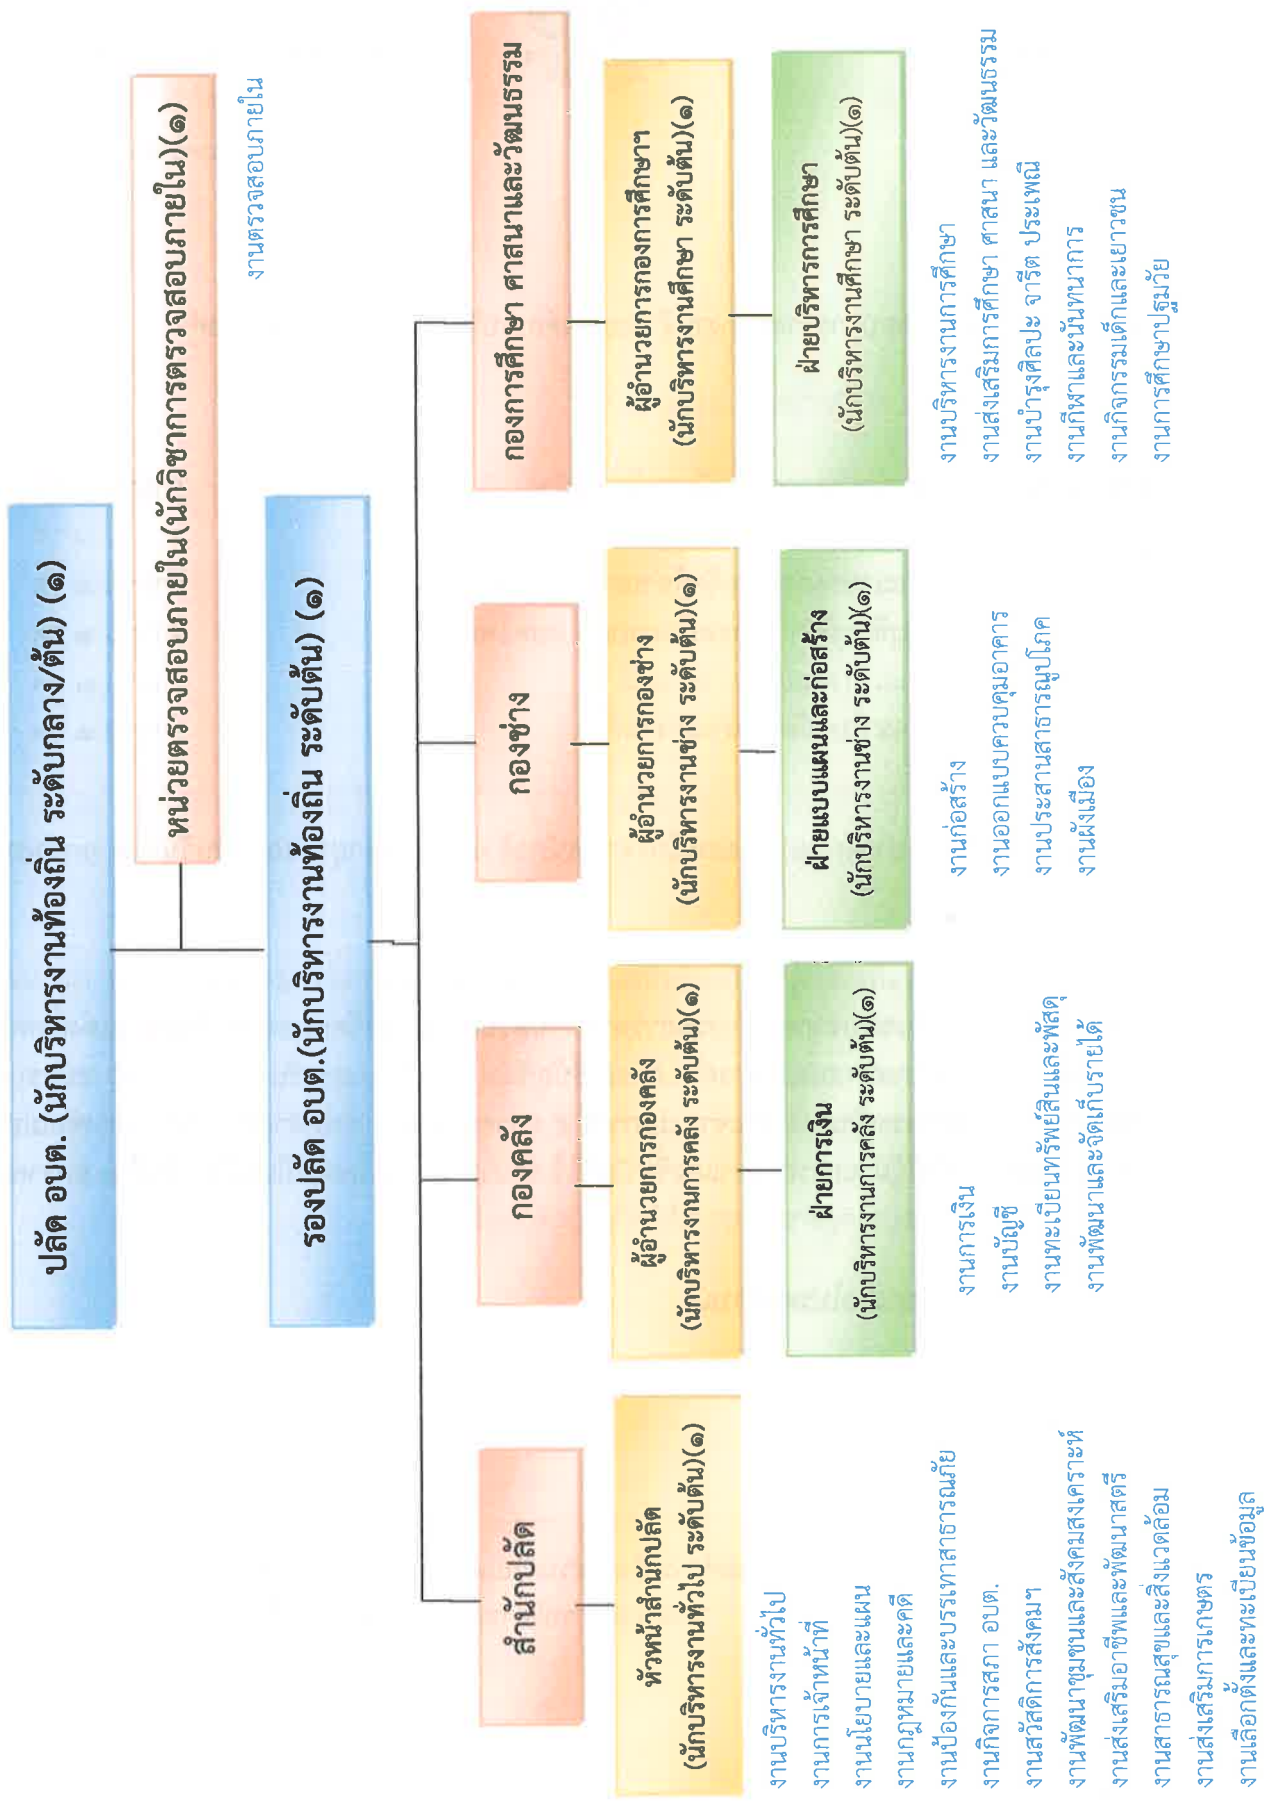 ปลัด อบต. (นักบริหารงานท้องถิ่น ระดับกลาง/ต้น) (๑)
หน่วยตรวจสอบภายใน(นักวิชาการตรวจสอบภายใน)(๑)
งานตรวจสอบภายใน
รองปลัด อบต.(นักบริหารงานท้องถิ่น ระดับต้น) (๑)
สำนักปลัด
หัวหน้าสำนักปลัด
(นักบริหารงานทั่วไป ระดับต้น)(๑)
งานบริหารงานทั่วไป
งานการเจ้าหน้าที่
งานนโยบายและแผน
งานกฎหมายและคดี
งานป้องกันและบรรเทาสาธารณภัย
งานกิจการสภา อบต.
งานสวัสดิการสังคมฯ
งานพัฒนาชุมชนและสังคมสงเคราะห์
งานส่งเสริมอาชีพและพัฒนาสตรี
งานสาธารณสุขและสิ่งแวดล้อม
งานส่งเสริมการเกษตร
งานเลือกตั้งและทะเบียนข้อมูล
กองคลัง
ผู้อำนวยการกองคลัง
(นักบริหารงานการคลัง ระดับต้น)(๑)
ฝ่ายการเงิน
(นักบริหารงานการคลัง ระดับต้น)(๑)
งานการเงิน
งานบัญชี
งานทะเบียนทรัพย์สินและพัสดุ
งานพัฒนาและจัดเก็บรายได้
กองช่าง
ผู้อำนวยการกองช่าง
(นักบริหารงานช่าง ระดับต้น)(๑)
ฝ่ายแบบแผนและก่อสร้าง
(นักบริหารงานช่าง ระดับต้น)(๑)
งานก่อสร้าง
งานออกแบบควบคุมอาคาร
งานประสานสาธารณูปโภค
งานผังเมือง
กองการศึกษา ศาสนาและวัฒนธรรม
ผู้อำนวยการกองการศึกษาฯ
(นักบริหารงานศึกษา ระดับต้น)(๑)
ฝ่ายบริหารการศึกษา
(นักบริหารงานศึกษา ระดับต้น)(๑)
งานบริหารงานการศึกษา
งานส่งเสริมการศึกษา ศาสนา และวัฒนธรรม
งานบำรุงศิลปะ จารีต ประเพณี
งานกีฬาและนันทนาการ
งานกิจกรรมเด็กและเยาวชน
งานการศึกษาปฐมวัย